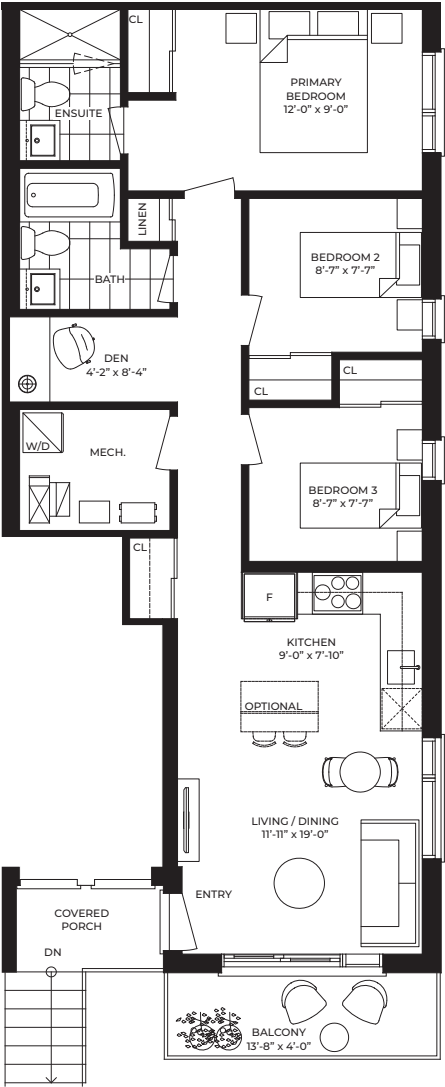 CL
PRIMARY
BEDROOM
12'-0" x 9'-0"
ENSUITE
LINEN
BEDROOM 2
8'-7" x 7'-7"
BATH
DEN
4'-2" x 8'-4"
CL
CL
W/D
MECH.
BEDROOM 3
8'-7" x 7'-7"
CL
F
KITCHEN
9'-0" x 7'-10"
OPTIONAL
LIVING / DINING
11'-11" x 19'-0"
ENTRY
COVERED
PORCH
DN
BALCONY
13'-8" x 4'-0"